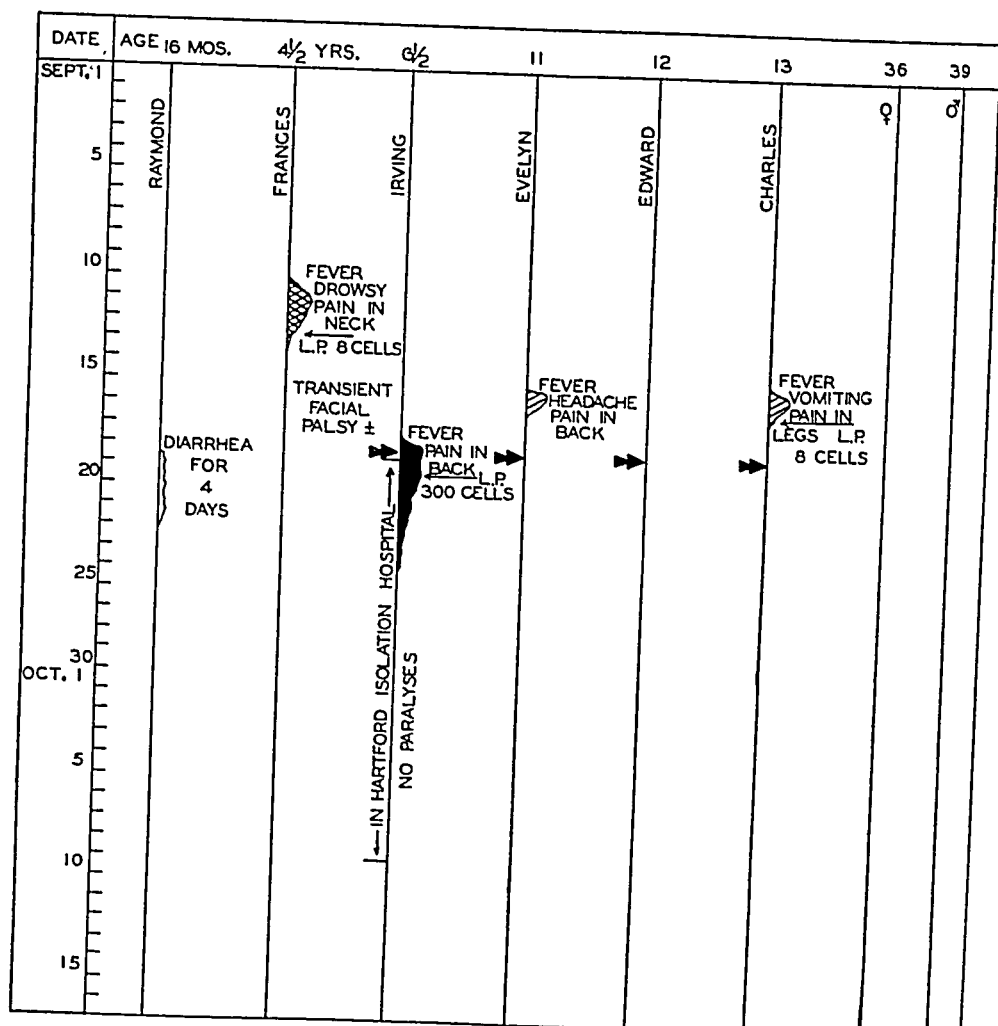 DATE AGE 16 MOS. 4½ YRS. 6½ 11 12 13 36 39
SEPT. 1
♀ ♂
RAYMOND
FRANCES
IRVING
EVELYN
EDWARD
CHARLES
5
10
15
20
25
30
OCT. 1
5
10
15
DIARRHEA
FOR
4
DAYS
FEVER
DROWSY
PAIN IN
NECK
L.P. 8 CELLS
TRANSIENT
FACIAL
PALSY ±
FEVER
PAIN IN
BACK
L.P.
300 CELLS
IN HARTFORD ISOLATION HOSPITAL
NO PARALYSES
FEVER
HEADACHE
PAIN IN
BACK
FEVER
VOMITING
PAIN IN
LEGS L.P.
8 CELLS